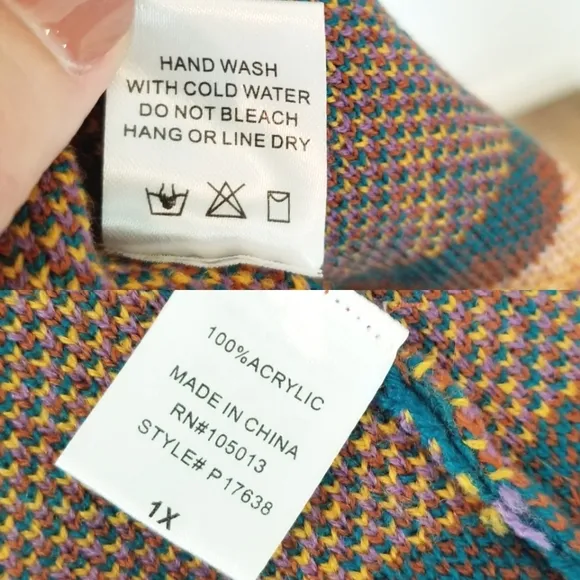 HAND WASH
WITH COLD WATER
DO NOT BLEACH
HANG OR LINE DRY
100%ACRYLIC
MADE IN CHINA
RN#105013
STYLE# P17638
1X